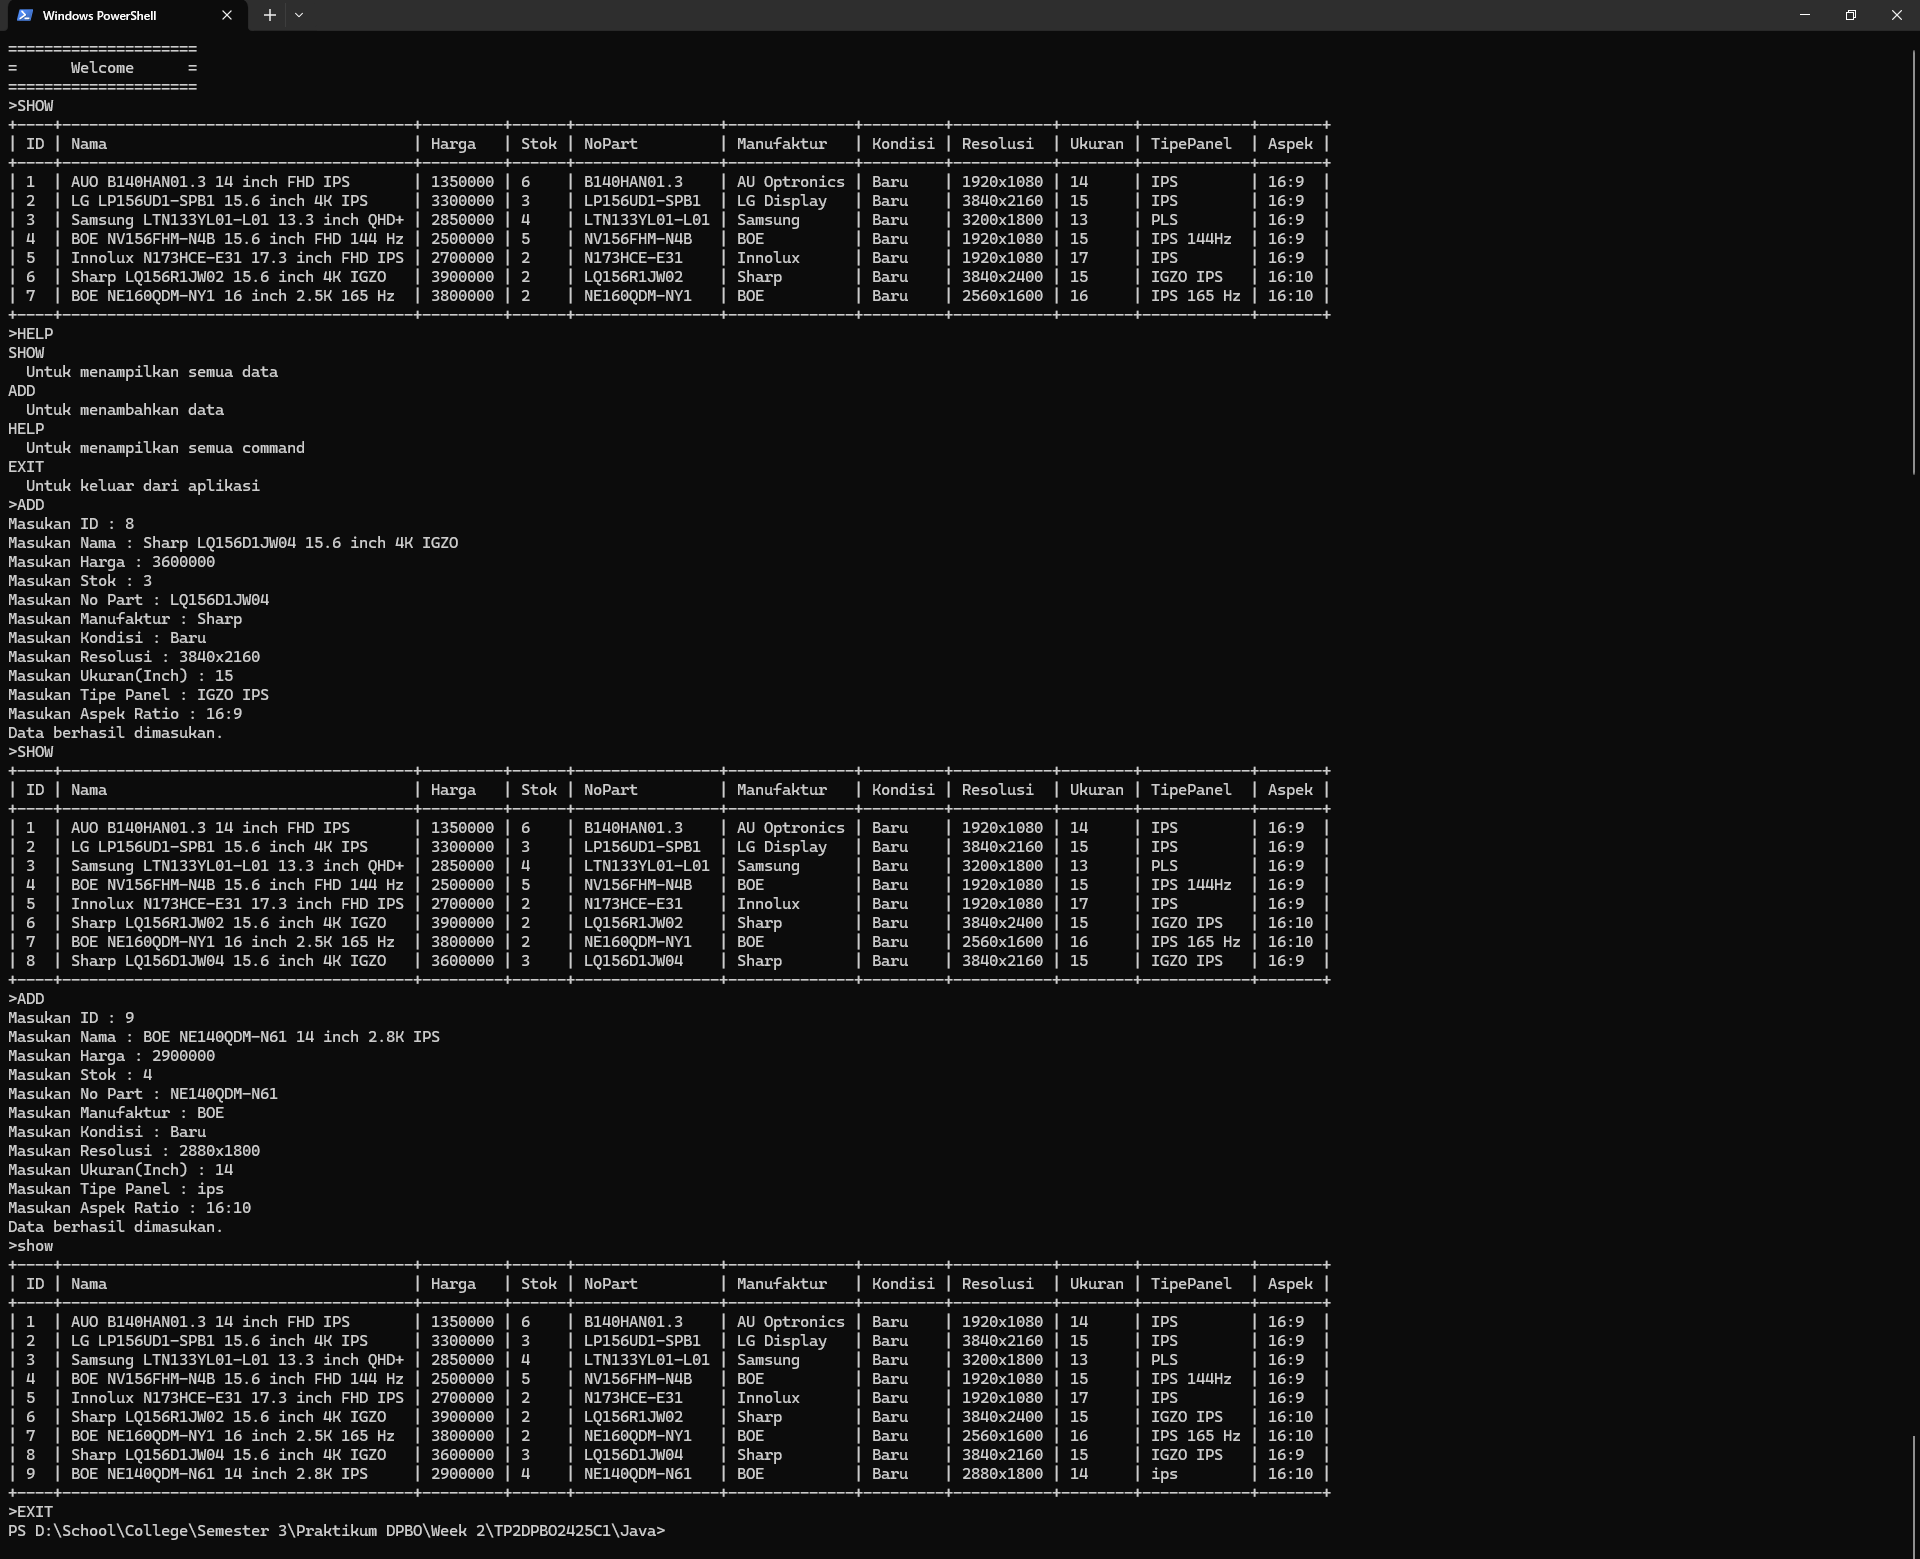 Windows PowerShell
=====================
=      Welcome      =
=====================
>SHOW
+----+---------------------------------------+---------+------+----------------+--------------+---------+-----------+--------+------------+-------+
| ID | Nama                                  | Harga   | Stok | NoPart         | Manufaktur   | Kondisi | Resolusi  | Ukuran | TipePanel  | Aspek |
+----+---------------------------------------+---------+------+----------------+--------------+---------+-----------+--------+------------+-------+
| 1  | AUO B140HAN01.3 14 inch FHD IPS       | 1350000 | 6    | B140HAN01.3    | AU Optronics | Baru    | 1920x1080 | 14     | IPS        | 16:9  |
| 2  | LG LP156UD1-SPB1 15.6 inch 4K IPS     | 3300000 | 3    | LP156UD1-SPB1  | LG Display   | Baru    | 3840x2160 | 15     | IPS        | 16:9  |
| 3  | Samsung LTN133YL01-L01 13.3 inch QHD+ | 2850000 | 4    | LTN133YL01-L01 | Samsung      | Baru    | 3200x1800 | 13     | PLS        | 16:9  |
| 4  | BOE NV156FHM-N4B 15.6 inch FHD 144 Hz | 2500000 | 5    | NV156FHM-N4B   | BOE          | Baru    | 1920x1080 | 15     | IPS 144Hz  | 16:9  |
| 5  | Innolux N173HCE-E31 17.3 inch FHD IPS | 2700000 | 2    | N173HCE-E31    | Innolux      | Baru    | 1920x1080 | 17     | IPS        | 16:9  |
| 6  | Sharp LQ156R1JW02 15.6 inch 4K IGZO   | 3900000 | 2    | LQ156R1JW02    | Sharp        | Baru    | 3840x2400 | 15     | IGZO IPS   | 16:10 |
| 7  | BOE NE160QDM-NY1 16 inch 2.5K 165 Hz  | 3800000 | 2    | NE160QDM-NY1   | BOE          | Baru    | 2560x1600 | 16     | IPS 165 Hz | 16:10 |
+----+---------------------------------------+---------+------+----------------+--------------+---------+-----------+--------+------------+-------+
>HELP
SHOW
  Untuk menampilkan semua data
ADD
  Untuk menambahkan data
HELP
  Untuk menampilkan semua command
EXIT
  Untuk keluar dari aplikasi
>ADD
Masukan ID : 8
Masukan Nama : Sharp LQ156D1JW04 15.6 inch 4K IGZO
Masukan Harga : 3600000
Masukan Stok : 3
Masukan No Part : LQ156D1JW04
Masukan Manufaktur : Sharp
Masukan Kondisi : Baru
Masukan Resolusi : 3840x2160
Masukan Ukuran(Inch) : 15
Masukan Tipe Panel : IGZO IPS
Masukan Aspek Ratio : 16:9
Data berhasil dimasukan.
>SHOW
+----+---------------------------------------+---------+------+----------------+--------------+---------+-----------+--------+------------+-------+
| ID | Nama                                  | Harga   | Stok | NoPart         | Manufaktur   | Kondisi | Resolusi  | Ukuran | TipePanel  | Aspek |
+----+---------------------------------------+---------+------+----------------+--------------+---------+-----------+--------+------------+-------+
| 1  | AUO B140HAN01.3 14 inch FHD IPS       | 1350000 | 6    | B140HAN01.3    | AU Optronics | Baru    | 1920x1080 | 14     | IPS        | 16:9  |
| 2  | LG LP156UD1-SPB1 15.6 inch 4K IPS     | 3300000 | 3    | LP156UD1-SPB1  | LG Display   | Baru    | 3840x2160 | 15     | IPS        | 16:9  |
| 3  | Samsung LTN133YL01-L01 13.3 inch QHD+ | 2850000 | 4    | LTN133YL01-L01 | Samsung      | Baru    | 3200x1800 | 13     | PLS        | 16:9  |
| 4  | BOE NV156FHM-N4B 15.6 inch FHD 144 Hz | 2500000 | 5    | NV156FHM-N4B   | BOE          | Baru    | 1920x1080 | 15     | IPS 144Hz  | 16:9  |
| 5  | Innolux N173HCE-E31 17.3 inch FHD IPS | 2700000 | 2    | N173HCE-E31    | Innolux      | Baru    | 1920x1080 | 17     | IPS        | 16:9  |
| 6  | Sharp LQ156R1JW02 15.6 inch 4K IGZO   | 3900000 | 2    | LQ156R1JW02    | Sharp        | Baru    | 3840x2400 | 15     | IGZO IPS   | 16:10 |
| 7  | BOE NE160QDM-NY1 16 inch 2.5K 165 Hz  | 3800000 | 2    | NE160QDM-NY1   | BOE          | Baru    | 2560x1600 | 16     | IPS 165 Hz | 16:10 |
| 8  | Sharp LQ156D1JW04 15.6 inch 4K IGZO   | 3600000 | 3    | LQ156D1JW04    | Sharp        | Baru    | 3840x2160 | 15     | IGZO IPS   | 16:9  |
+----+---------------------------------------+---------+------+----------------+--------------+---------+-----------+--------+------------+-------+
>ADD
Masukan ID : 9
Masukan Nama : BOE NE140QDM-N61 14 inch 2.8K IPS
Masukan Harga : 2900000
Masukan Stok : 4
Masukan No Part : NE140QDM-N61
Masukan Manufaktur : BOE
Masukan Kondisi : Baru
Masukan Resolusi : 2880x1800
Masukan Ukuran(Inch) : 14
Masukan Tipe Panel : ips
Masukan Aspek Ratio : 16:10
Data berhasil dimasukan.
>show
+----+---------------------------------------+---------+------+----------------+--------------+---------+-----------+--------+------------+-------+
| ID | Nama                                  | Harga   | Stok | NoPart         | Manufaktur   | Kondisi | Resolusi  | Ukuran | TipePanel  | Aspek |
+----+---------------------------------------+---------+------+----------------+--------------+---------+-----------+--------+------------+-------+
| 1  | AUO B140HAN01.3 14 inch FHD IPS       | 1350000 | 6    | B140HAN01.3    | AU Optronics | Baru    | 1920x1080 | 14     | IPS        | 16:9  |
| 2  | LG LP156UD1-SPB1 15.6 inch 4K IPS     | 3300000 | 3    | LP156UD1-SPB1  | LG Display   | Baru    | 3840x2160 | 15     | IPS        | 16:9  |
| 3  | Samsung LTN133YL01-L01 13.3 inch QHD+ | 2850000 | 4    | LTN133YL01-L01 | Samsung      | Baru    | 3200x1800 | 13     | PLS        | 16:9  |
| 4  | BOE NV156FHM-N4B 15.6 inch FHD 144 Hz | 2500000 | 5    | NV156FHM-N4B   | BOE          | Baru    | 1920x1080 | 15     | IPS 144Hz  | 16:9  |
| 5  | Innolux N173HCE-E31 17.3 inch FHD IPS | 2700000 | 2    | N173HCE-E31    | Innolux      | Baru    | 1920x1080 | 17     | IPS        | 16:9  |
| 6  | Sharp LQ156R1JW02 15.6 inch 4K IGZO   | 3900000 | 2    | LQ156R1JW02    | Sharp        | Baru    | 3840x2400 | 15     | IGZO IPS   | 16:10 |
| 7  | BOE NE160QDM-NY1 16 inch 2.5K 165 Hz  | 3800000 | 2    | NE160QDM-NY1   | BOE          | Baru    | 2560x1600 | 16     | IPS 165 Hz | 16:10 |
| 8  | Sharp LQ156D1JW04 15.6 inch 4K IGZO   | 3600000 | 3    | LQ156D1JW04    | Sharp        | Baru    | 3840x2160 | 15     | IGZO IPS   | 16:9  |
| 9  | BOE NE140QDM-N61 14 inch 2.8K IPS     | 2900000 | 4    | NE140QDM-N61   | BOE          | Baru    | 2880x1800 | 14     | ips        | 16:10 |
+----+---------------------------------------+---------+------+----------------+--------------+---------+-----------+--------+------------+-------+
>EXIT
PS D:\School\College\Semester 3\Praktikum DPBO\Week 2\TP2DPBO2425C1\Java>